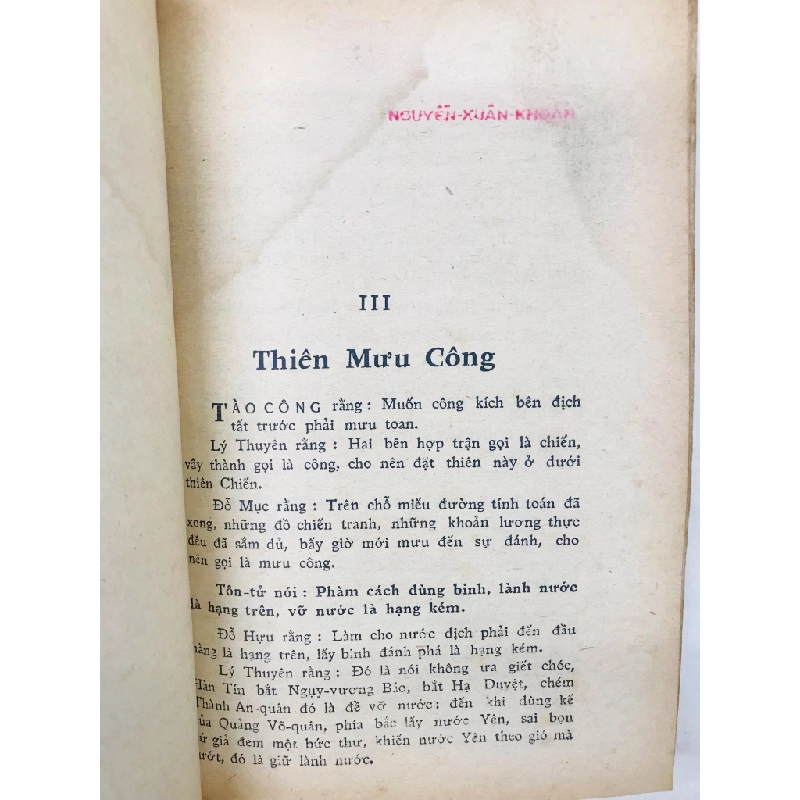 NGUYỄN-XUÂN-KHOAN
III
Thiên Mưu Công
TÀO CÔNG rằng : Muốn công kích bên địch
tất trước phải mưu toan.
Lý Thuyên rằng : Hai bên hợp trận gọi là chiến,
vây thành gọi là công, cho nên đặt thiên này ở dưới
thiên Chiến.
Đỗ Mục rằng : Trên chỗ miếu đường tính toán đã
xong, những đồ chiến tranh, những khoản lương thực
đều đã sắm đủ, bấy giờ mới mưu đến sự đánh, cho
nên gọi là mưu công.
Tôn-tử nói : Phàm cách dùng binh, lành nước
là hạng trên, vỡ nước là hạng kém.
Đỗ Hựu rằng : Làm cho nước địch phải đến đầu
hàng là hạng trên, lấy binh đánh phá là hạng kém.
Lý Thuyên rằng : Đó là nói không ưa giết chóc,
Hàn Tín bắt Ngụy-vương Báo, bắt Hạ Duyệt, chém
Thành An-quân đó là đề vỡ nước ; đến khi dùng kế
của Quảng Võ-quân, phía bắc lấy nước Yên, sai bọn
sứ giả đem một bức thư, khiến nước Yên theo gió mà
lướt, đó là giữ lành nước.